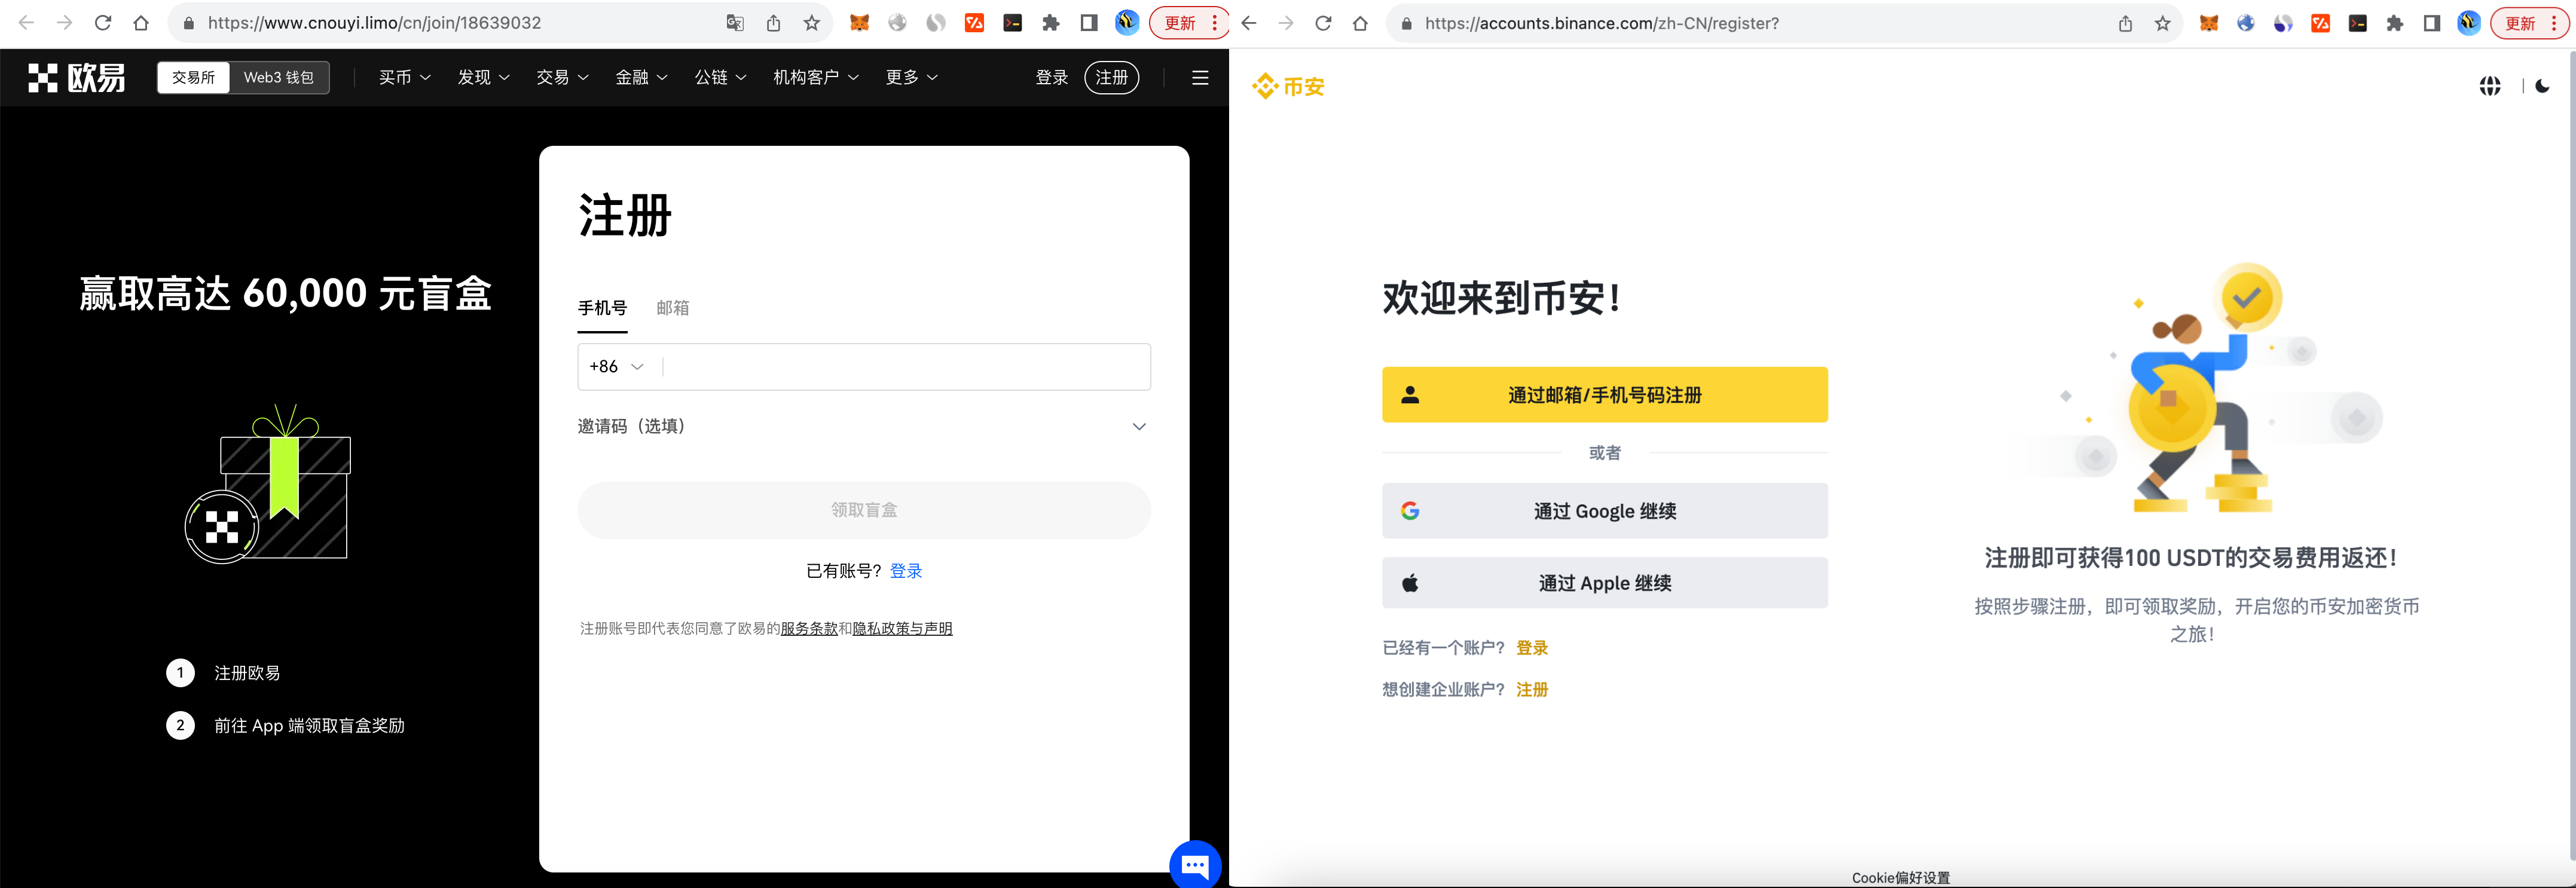 https://www.cnouyi.limo/cn/join/18639032
更新
欧易
交易所
Web3 钱包
买币
发现
交易
金融
公链
机构客户
更多
登录
注册
赢取高达 60,000 元盲盒
1 注册欧易
2 前往 App 端领取盲盒奖励
注册
手机号
邮箱
+86
邀请码（选填）
领取盲盒
已有账号? 登录
注册账号即代表您同意了欧易的服务条款和隐私政策与声明
https://accounts.binance.com/zh-CN/register?
更新
币安
欢迎来到币安！
通过邮箱/手机号码注册
或者
通过 Google 继续
通过 Apple 继续
已经有一个账户? 登录
想创建企业账户? 注册
注册即可获得100 USDT的交易费用返还！
按照步骤注册，即可领取奖励，开启您的币安加密货币
之旅！
Cookie偏好设置